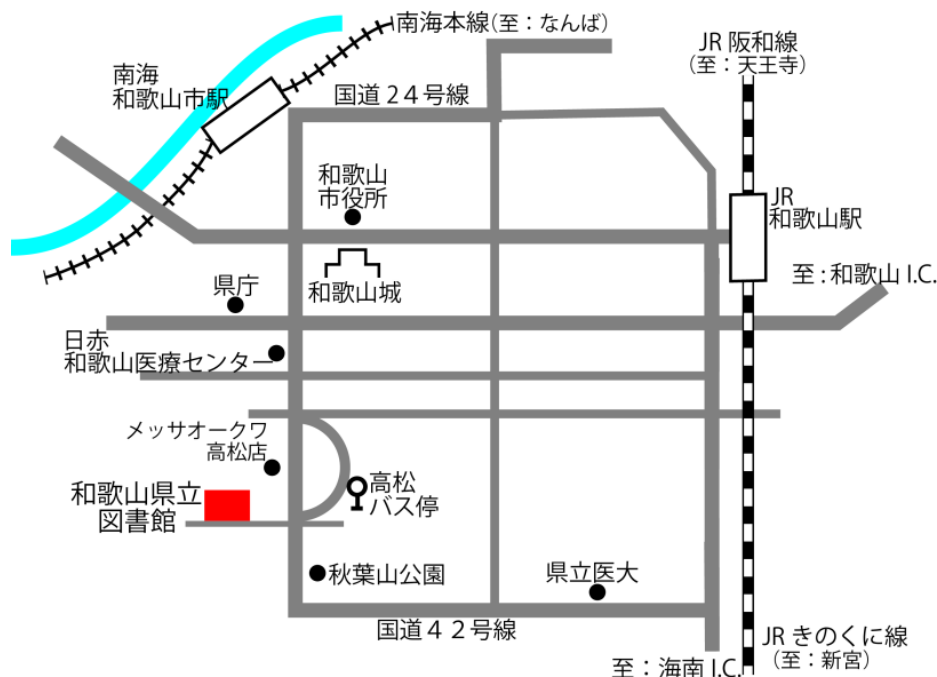 南海本線(至：なんば)
JR 阪和線
(至：天王寺)
南海
和歌山市駅
国道２４号線
和歌山
市役所
JR
和歌山駅
和歌山城
県庁
至：和歌山 I.C.
日赤
和歌山医療センター
メッサオークワ
高松店
和歌山県立
図書館
高松
バス停
秋葉山公園
県立医大
国道４２号線
JR きのくに線
(至：新宮)
至：海南 I.C.